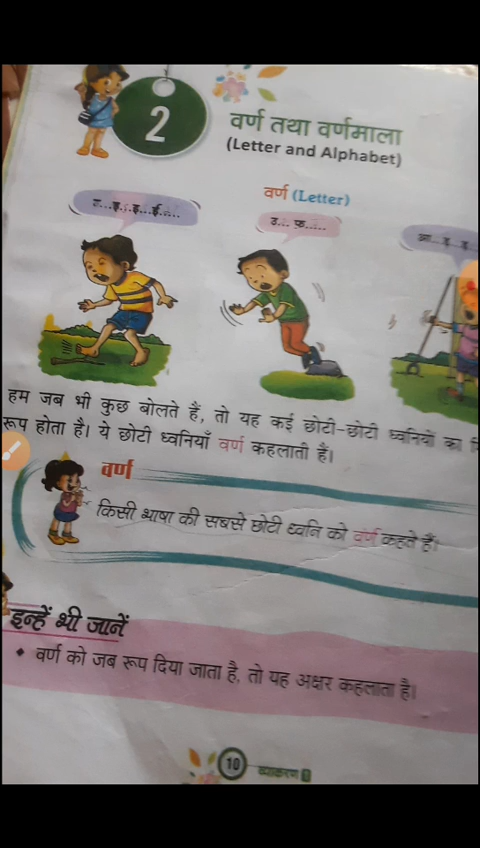 2
वर्ण तथा वर्णमाला
(Letter and Alphabet)
वर्ण (Letter)
उ... फ़.....
आ...इ...इ
हम जब भी कुछ बोलते हैं, तो यह कई छोटी-छोटी ध्वनियों का
रूप होता है। ये छोटी ध्वनियाँ वर्ण कहलाती हैं।
वर्ण
किसी भाषा की सबसे छोटी ध्वनि को वर्ण कहते हैं।
इन्हें भी जानें
• वर्ण को जब रूप दिया जाता है, तो यह अक्षर कहलाता है।
10 व्याकरण